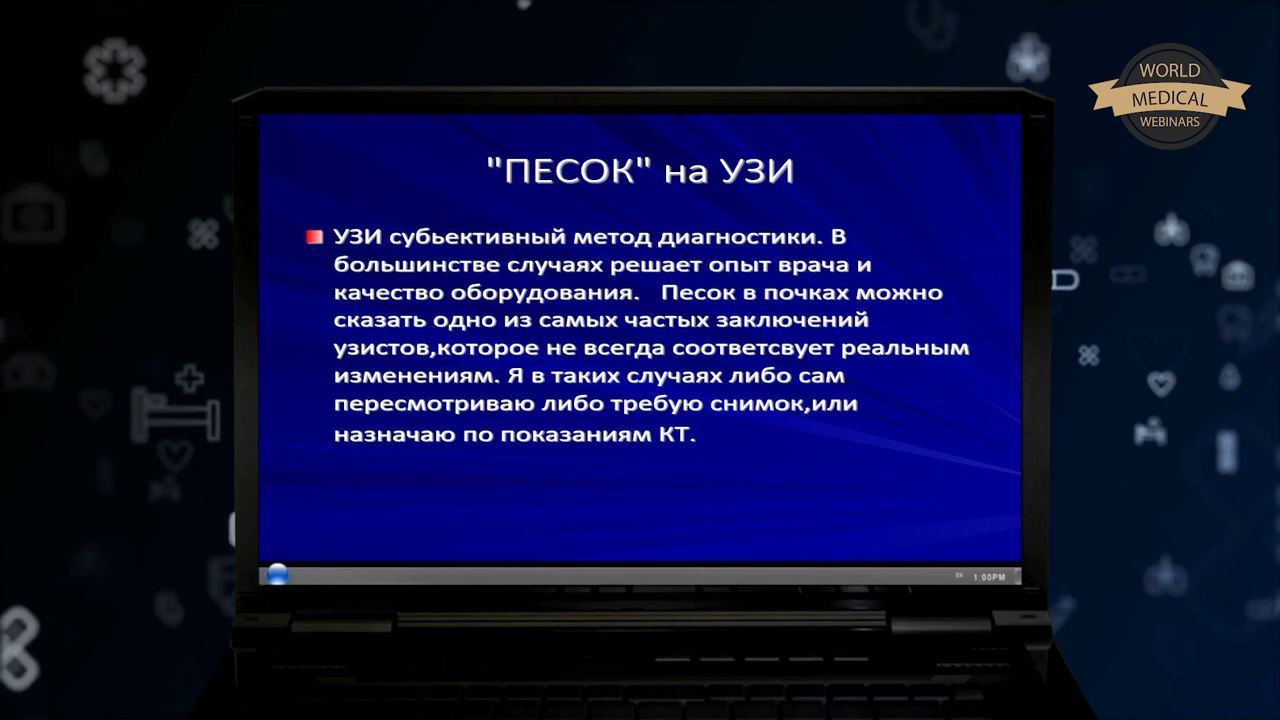 WORLD
MEDICAL
WEBINARS
"ПЕСОК" на УЗИ
УЗИ субьективный метод диагностики. В
большинстве случаях решает опыт врача и
качество оборудования. Песок в почках можно
сказать одно из самых частых заключений
узистов,которое не всегда соответсвует реальным
изменениям. Я в таких случаях либо сам
пересмотриваю либо требую снимок,или
назначаю по показаниям КТ.
EN 1:00PM